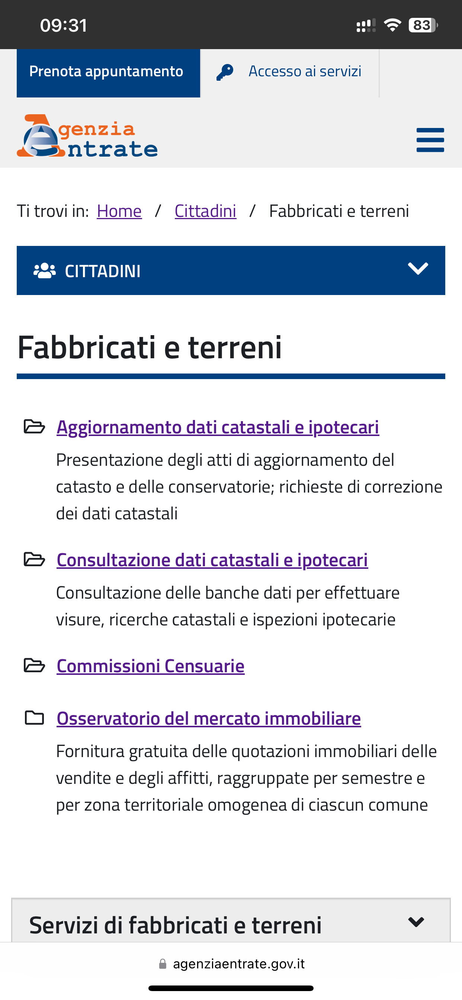 09:31
83
Prenota appuntamento
Accesso ai servizi
Agenzia
entrate
Ti trovi in: Home / Cittadini / Fabbricati e terreni
CITTADINI
Fabbricati e terreni
Aggiornamento dati catastali e ipotecari
Presentazione degli atti di aggiornamento del
catasto e delle conservatorie; richieste di correzione
dei dati catastali
Consultazione dati catastali e ipotecari
Consultazione delle banche dati per effettuare
visure, ricerche catastali e ispezioni ipotecarie
Commissioni Censuarie
Osservatorio del mercato immobiliare
Fornitura gratuita delle quotazioni immobiliari delle
vendite e degli affitti, raggruppate per semestre e
per zona territoriale omogenea di ciascun comune
Servizi di fabbricati e terreni
agenziaentrate.gov.it